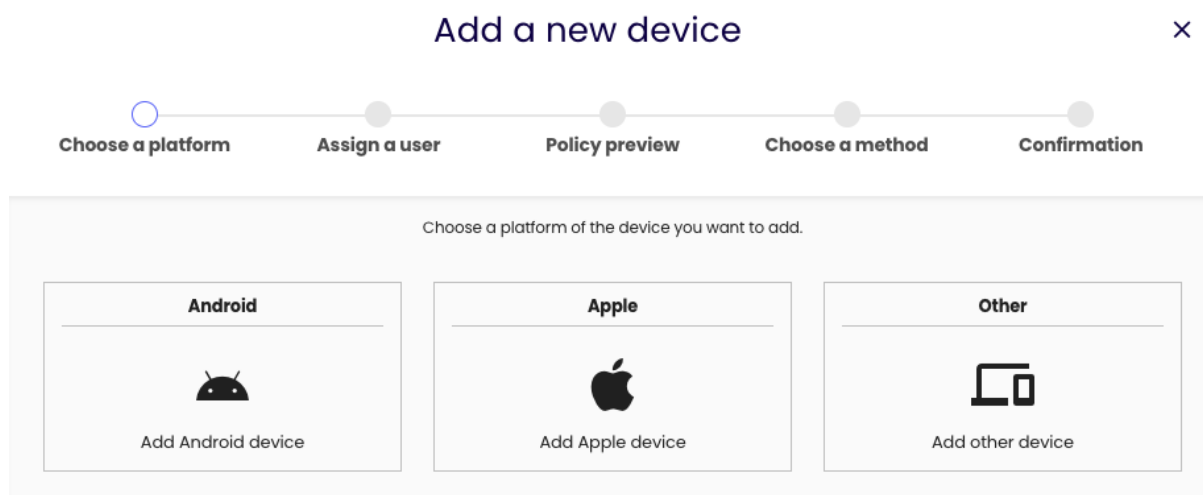 Add a new device
Choose a platform
Assign a user
Policy preview
Choose a method
Confirmation
Choose a platform of the device you want to add.
Android
Apple
Other
Add Android device
Add Apple device
Add other device